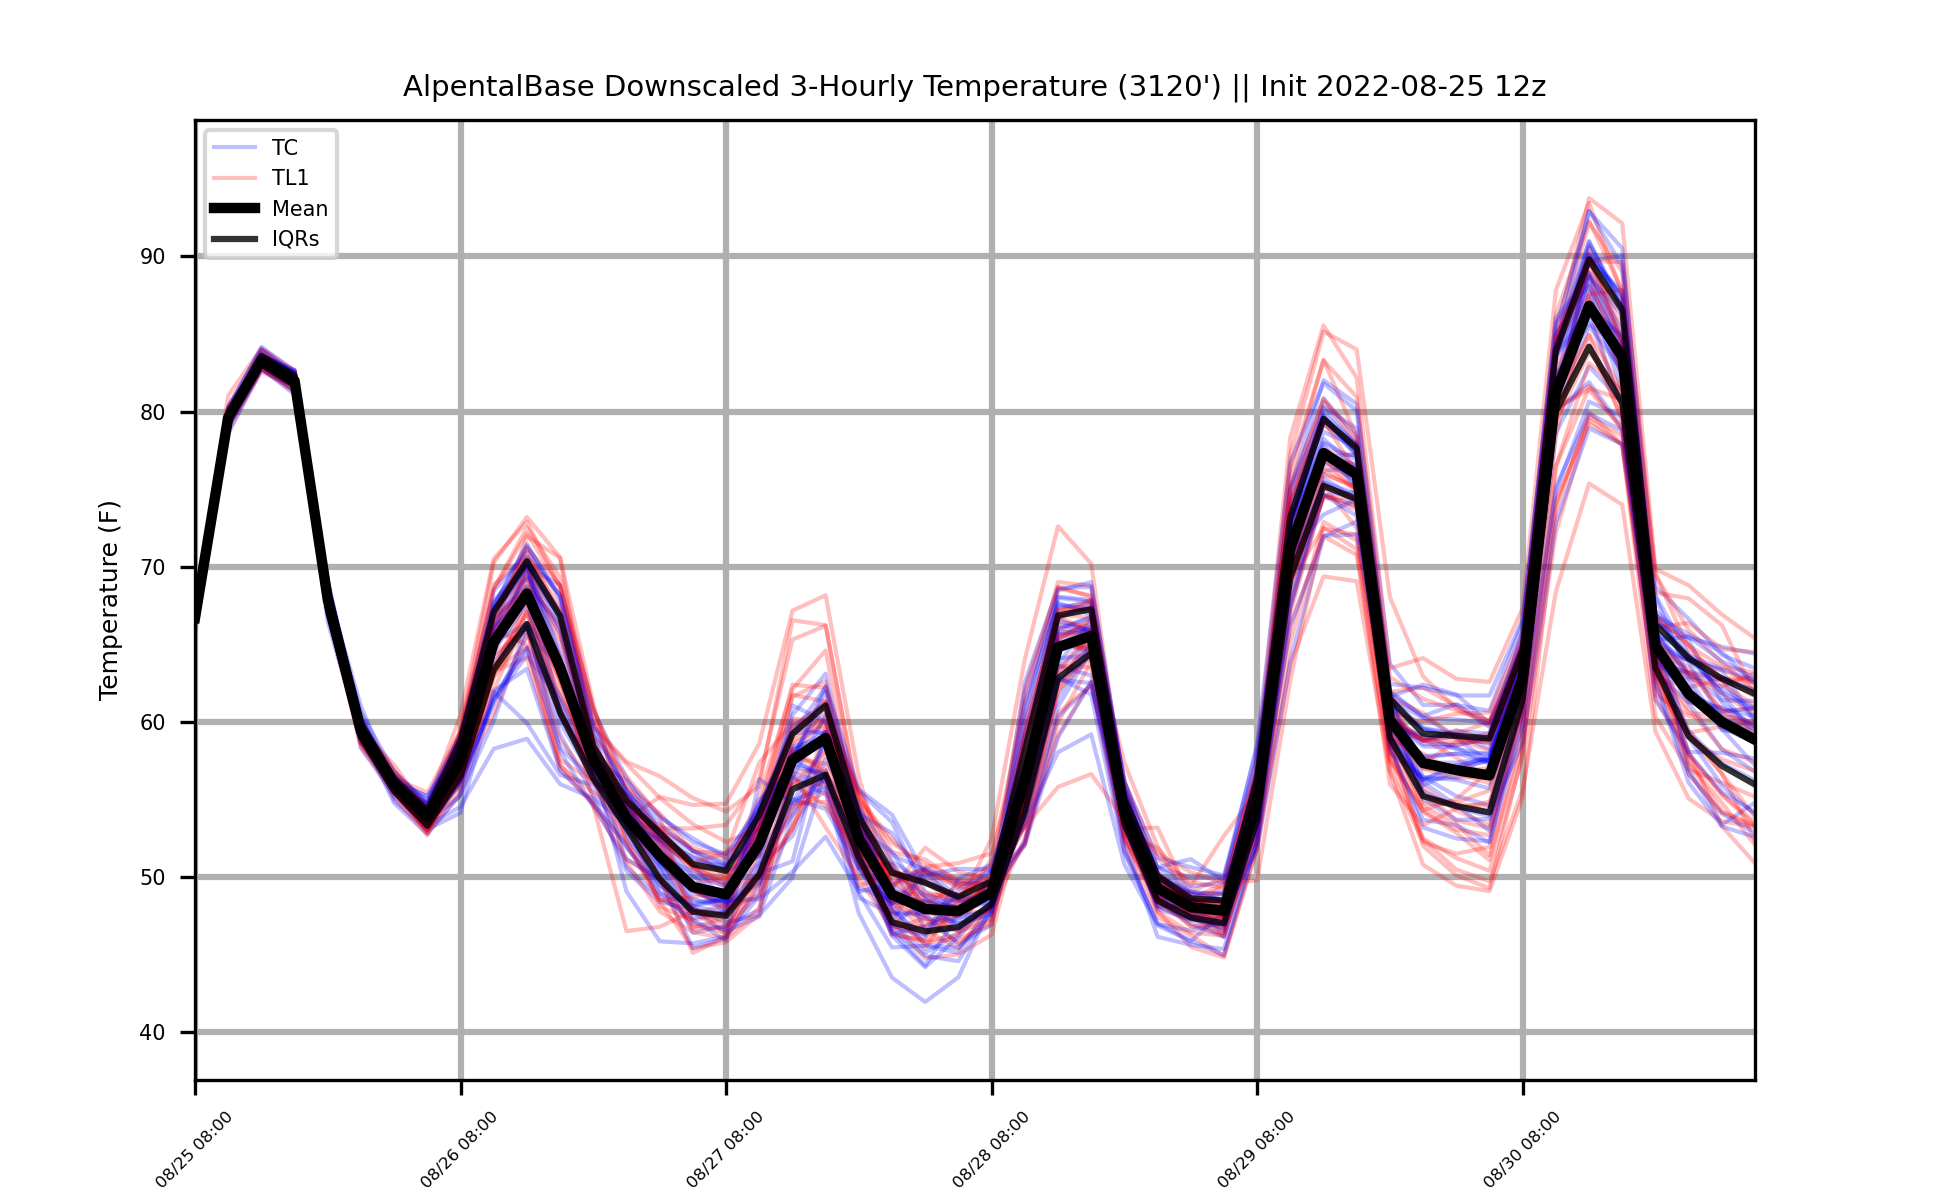 AlpentalBase Downscaled 3-Hourly Temperature (3120') || Init 2022-08-25 12z
TC
TL1
Mean
IQRs
Temperature (F)
90
80
70
60
50
40
08/25 08:00
08/26 08:00
08/27 08:00
08/28 08:00
08/29 08:00
08/30 08:00